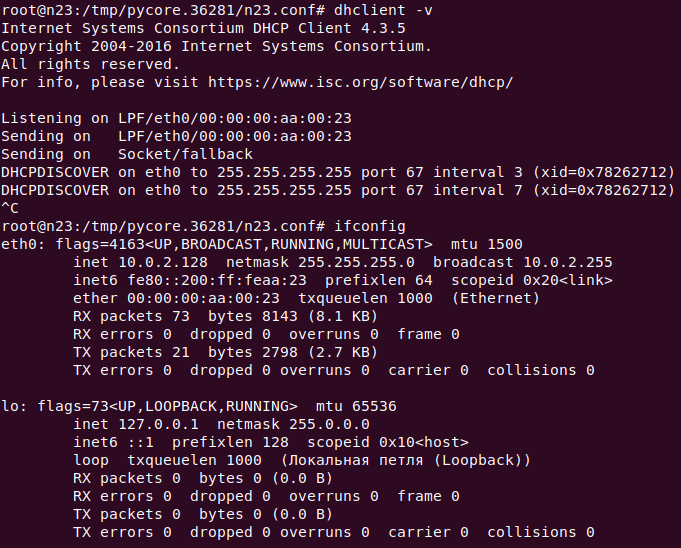 root@n23:/tmp/pycore.36281/n23.conf# dhclient -v
Internet Systems Consortium DHCP Client 4.3.5
Copyright 2004-2016 Internet Systems Consortium.
All rights reserved.
For info, please visit https://www.isc.org/software/dhcp/

Listening on LPF/eth0/00:00:00:aa:00:23
Sending on   LPF/eth0/00:00:00:aa:00:23
Sending on   Socket/fallback
DHCPDISCOVER on eth0 to 255.255.255.255 port 67 interval 3 (xid=0x78262712)
DHCPDISCOVER on eth0 to 255.255.255.255 port 67 interval 7 (xid=0x78262712)
^C
root@n23:/tmp/pycore.36281/n23.conf# ifconfig
eth0: flags=4163<UP,BROADCAST,RUNNING,MULTICAST>  mtu 1500
        inet 10.0.2.128  netmask 255.255.255.0  broadcast 10.0.2.255
        inet6 fe80::200:ff:feaa:23  prefixlen 64  scopeid 0x20<link>
        ether 00:00:00:aa:00:23  txqueuelen 1000  (Ethernet)
        RX packets 73  bytes 8143 (8.1 KB)
        RX errors 0  dropped 0  overruns 0  frame 0
        TX packets 21  bytes 2798 (2.7 KB)
        TX errors 0  dropped 0 overruns 0  carrier 0  collisions 0

lo: flags=73<UP,LOOPBACK,RUNNING>  mtu 65536
        inet 127.0.0.1  netmask 255.0.0.0
        inet6 ::1  prefixlen 128  scopeid 0x10<host>
        loop  txqueuelen 1000  (Локальная петля (Loopback))
        RX packets 0  bytes 0 (0.0 B)
        RX errors 0  dropped 0  overruns 0  frame 0
        TX packets 0  bytes 0 (0.0 B)
        TX errors 0  dropped 0 overruns 0  carrier 0  collisions 0